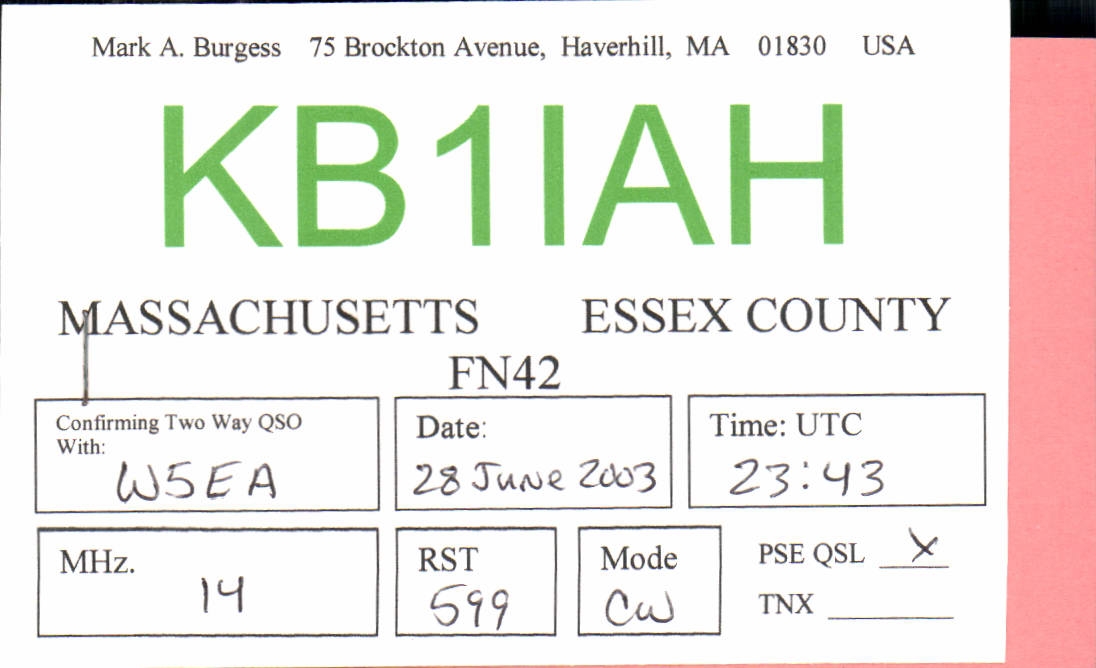 Mark A. Burgess 75 Brockton Avenue, Haverhill, MA 01830 USA
KB1IAH
MASSACHUSETTS ESSEX COUNTY
FN42
Confirming Two Way QSO
With:
W5EA
Date:
28 June 2003
Time: UTC
23:43
MHz.
14
RST
599
Mode
CW
PSE QSL X
TNX